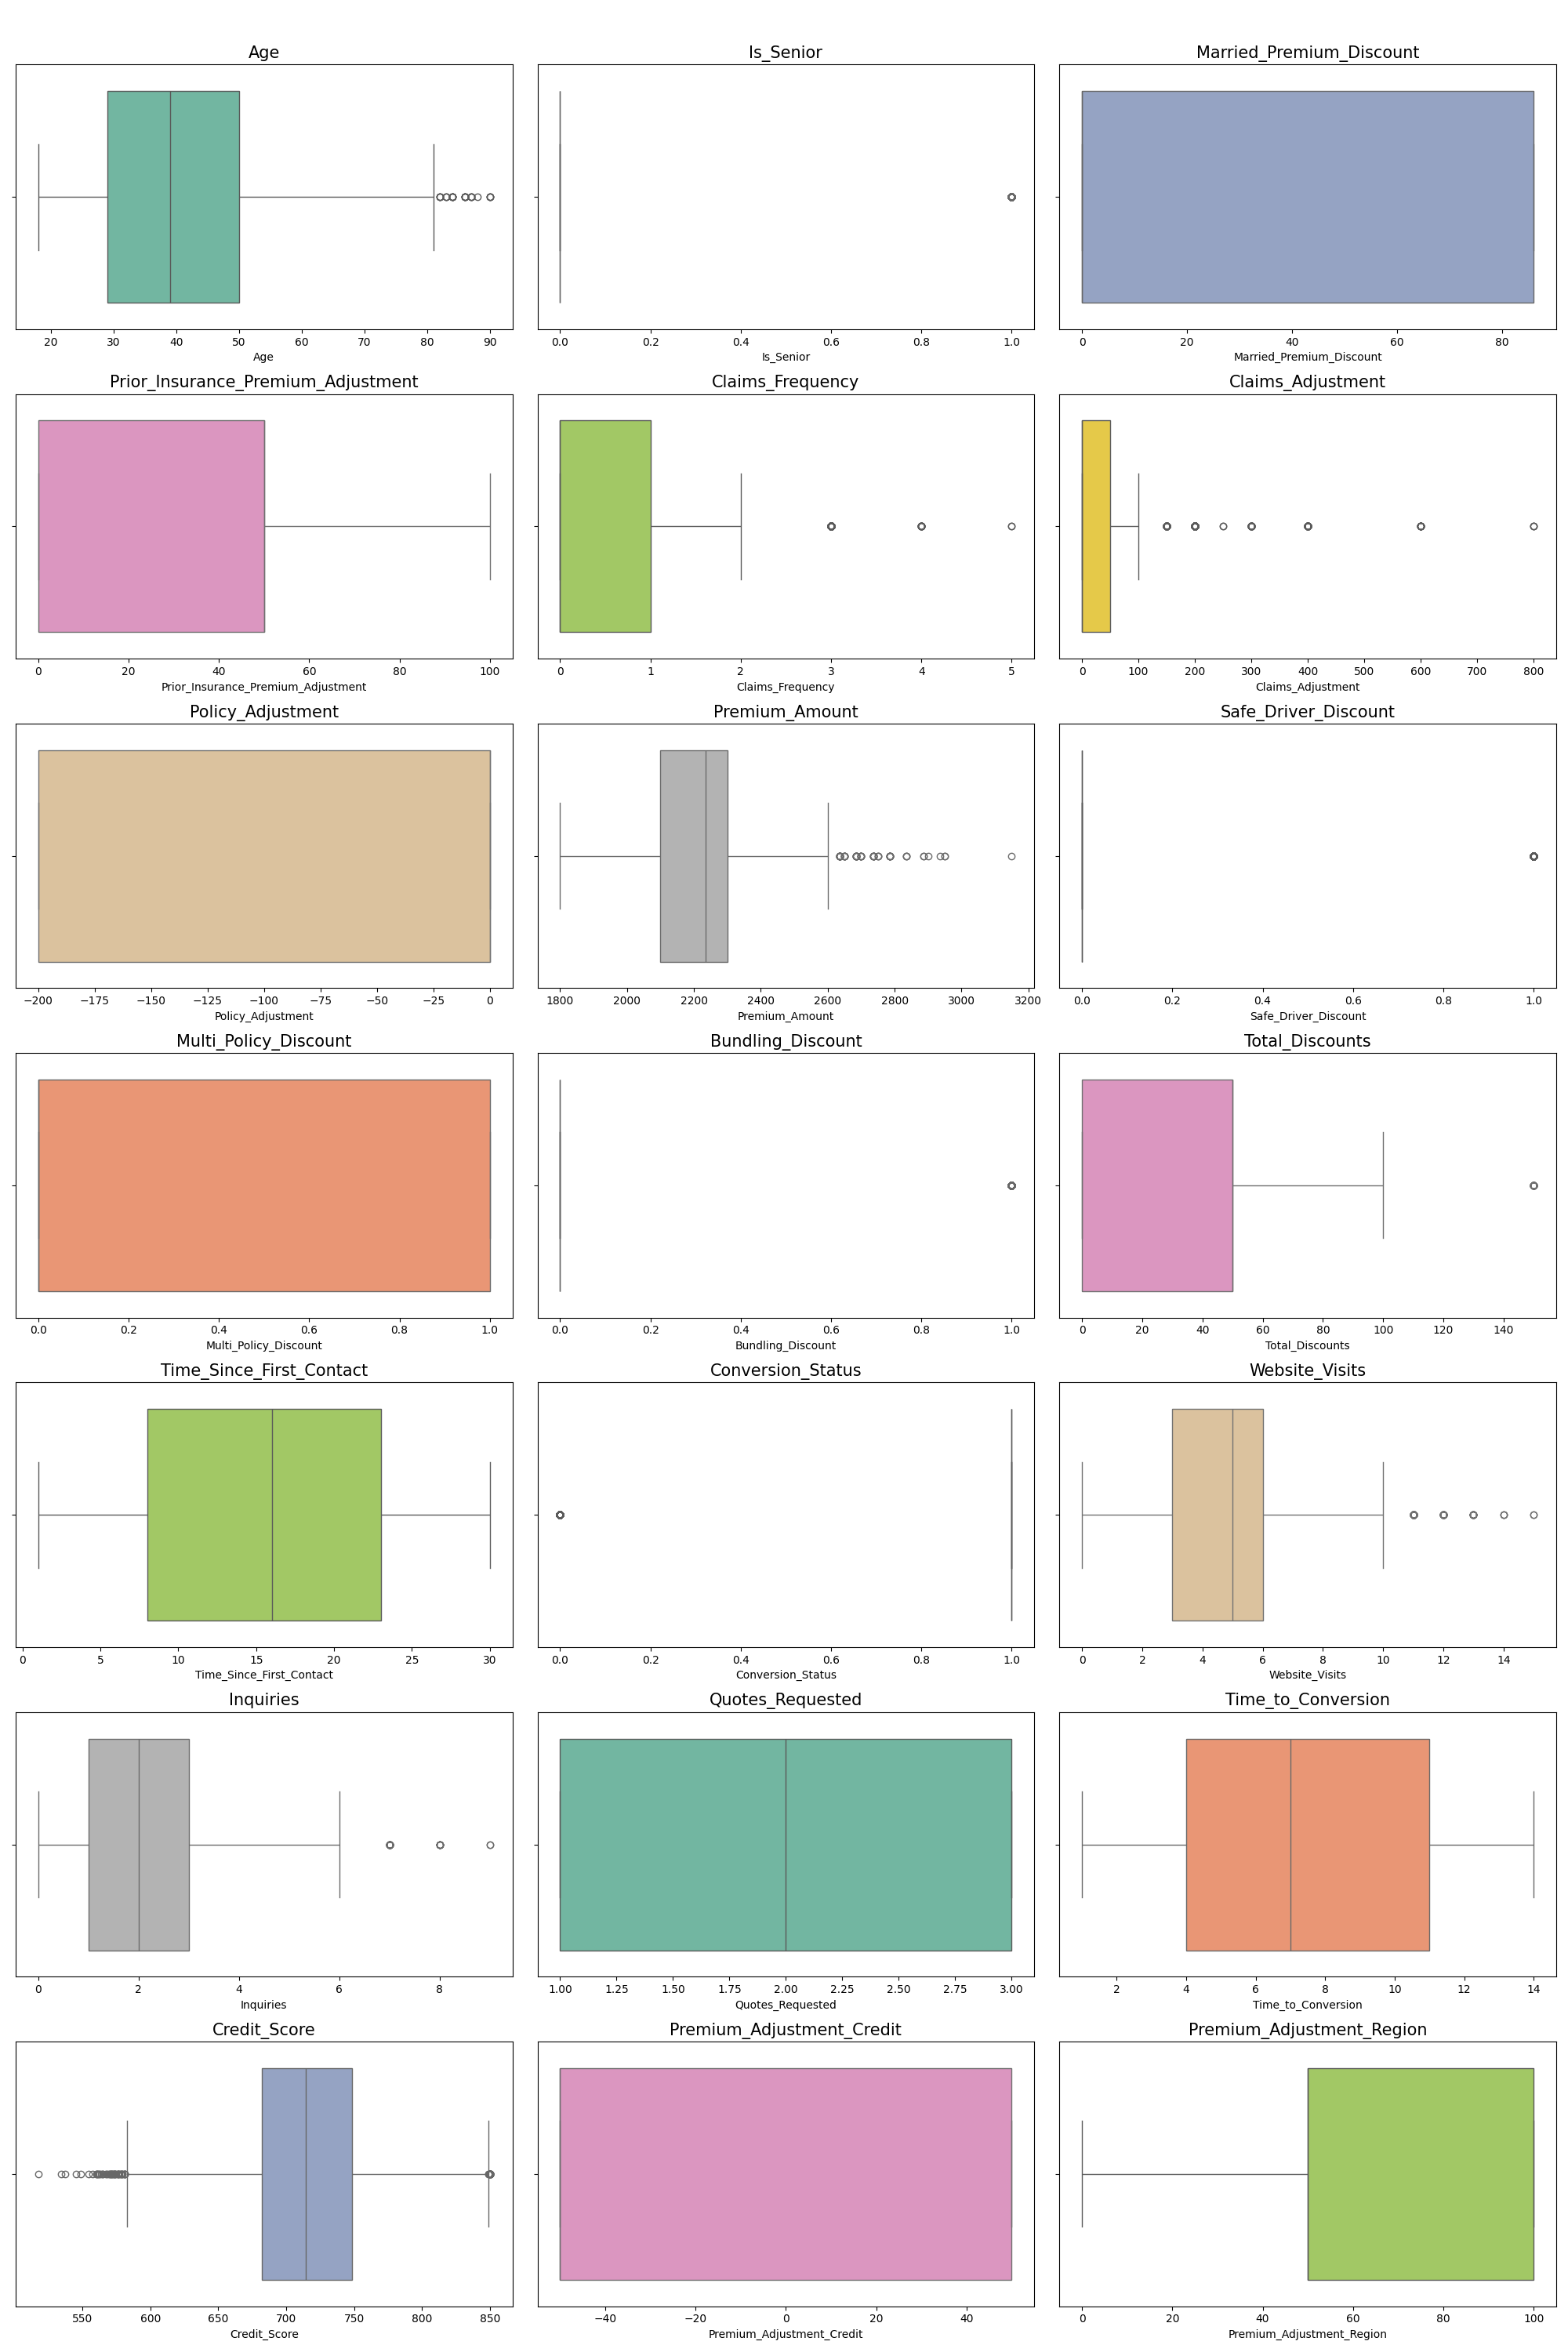 Age Is_Senior Married_Premium_Discount
20 30 40 50 60 70 80 90 0.0 0.2 0.4 0.6 0.8 1.0 0 20 40 60 80
Age Is_Senior Married_Premium_Discount
Prior_Insurance_Premium_Adjustment Claims_Frequency Claims_Adjustment
0 20 40 60 80 100 0 1 2 3 4 5 0 100 200 300 400 500 600 700 800
Prior_Insurance_Premium_Adjustment Claims_Frequency Claims_Adjustment
Policy_Adjustment Premium_Amount Safe_Driver_Discount
−200 −175 −150 −125 −100 −75 −50 −25 0 1800 2000 2200 2400 2600 2800 3000 3200 0.0 0.2 0.4 0.6 0.8 1.0
Policy_Adjustment Premium_Amount Safe_Driver_Discount
Multi_Policy_Discount Bundling_Discount Total_Discounts
0.0 0.2 0.4 0.6 0.8 1.0 0.0 0.2 0.4 0.6 0.8 1.0 0 20 40 60 80 100 120 140
Multi_Policy_Discount Bundling_Discount Total_Discounts
Time_Since_First_Contact Conversion_Status Website_Visits
0 5 10 15 20 25 30 0.0 0.2 0.4 0.6 0.8 1.0 0 2 4 6 8 10 12 14
Time_Since_First_Contact Conversion_Status Website_Visits
Inquiries Quotes_Requested Time_to_Conversion
0 2 4 6 8 1.00 1.25 1.50 1.75 2.00 2.25 2.50 2.75 3.00 2 4 6 8 10 12 14
Inquiries Quotes_Requested Time_to_Conversion
Credit_Score Premium_Adjustment_Credit Premium_Adjustment_Region
550 600 650 700 750 800 850 −40 −20 0 20 40 0 20 40 60 80 100
Credit_Score Premium_Adjustment_Credit Premium_Adjustment_Region